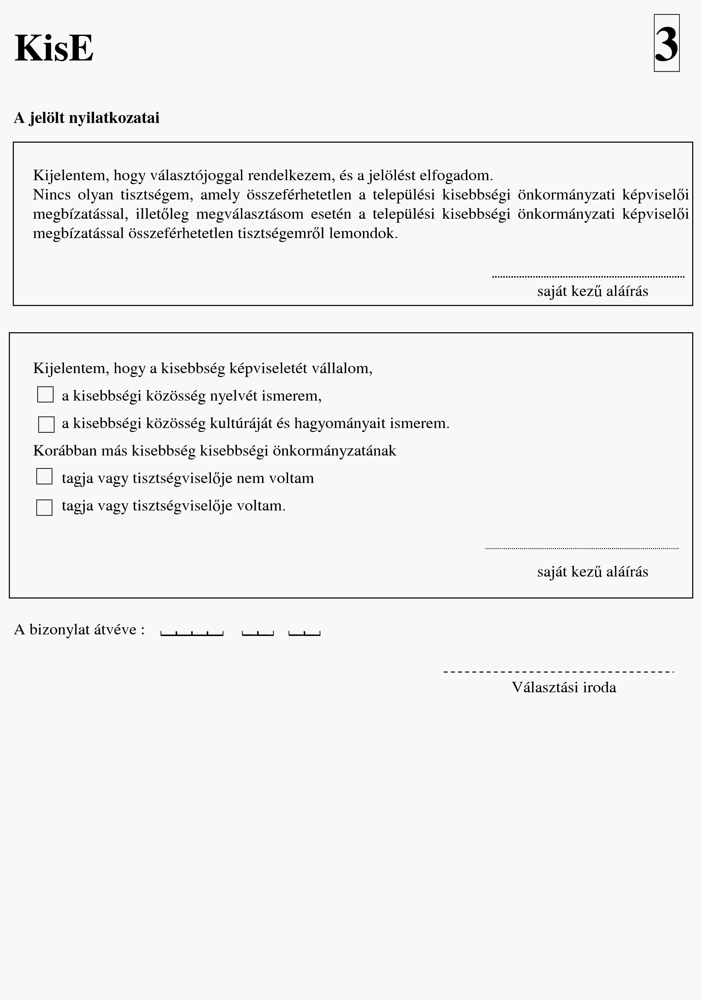 KisE
3
A jelölt nyilatkozatai
Kijelentem, hogy választójoggal rendelkezem, és a jelölést elfogadom.
Nincs olyan tisztségem, amely összeférhetetlen a települési kisebbségi önkormányzati képviselői
megbízatással, illetőleg megválasztásom esetén a települési kisebbségi önkormányzati képviselői
megbízatással összeférhetetlen tisztségemről lemondok.
saját kezű aláírás
Kijelentem, hogy a kisebbség képviseletét vállalom,
a kisebbségi közösség nyelvét ismerem,
a kisebbségi közösség kultúráját és hagyományait ismerem.
Korábban más kisebbség kisebbségi önkormányzatának
tagja vagy tisztségviselője nem voltam
tagja vagy tisztségviselője voltam.
saját kezű aláírás
A bizonylat átvéve :
Választási iroda